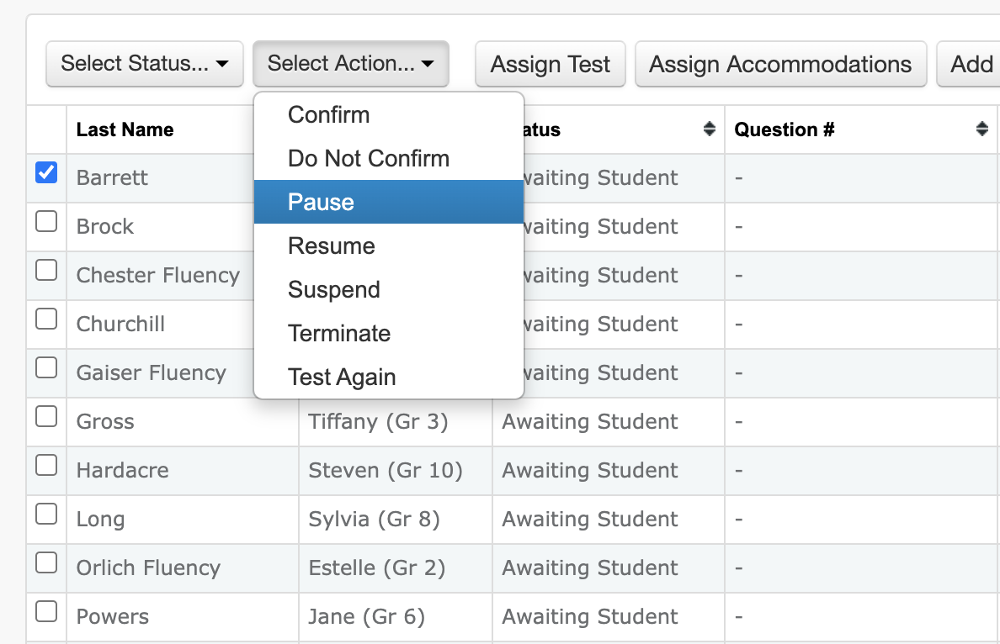 Select Status... Select Action... Assign Test Assign Accommodations Add
Last Name atus Question #
Confirm
Do Not Confirm
Pause
Resume
Suspend
Terminate
Test Again
Barrett waiting Student -
Brock waiting Student -
Chester Fluency waiting Student -
Churchill waiting Student -
Gaiser Fluency waiting Student -
Gross Tiffany (Gr 3) Awaiting Student -
Hardacre Steven (Gr 10) Awaiting Student -
Long Sylvia (Gr 8) Awaiting Student -
Orlich Fluency Estelle (Gr 2) Awaiting Student -
Powers Jane (Gr 6) Awaiting Student -